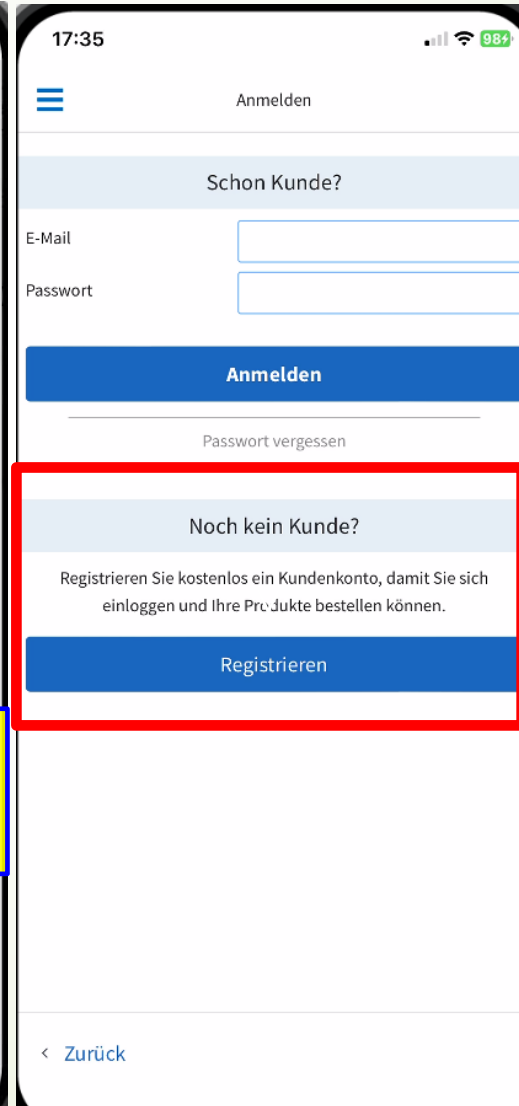 17:35
98
Anmelden
Schon Kunde?
E-Mail
Passwort
Anmelden
Passwort vergessen
Noch kein Kunde?
Registrieren Sie kostenlos ein Kundenkonto, damit Sie sich
einloggen und Ihre Produkte bestellen können.
Registrieren
< Zurück